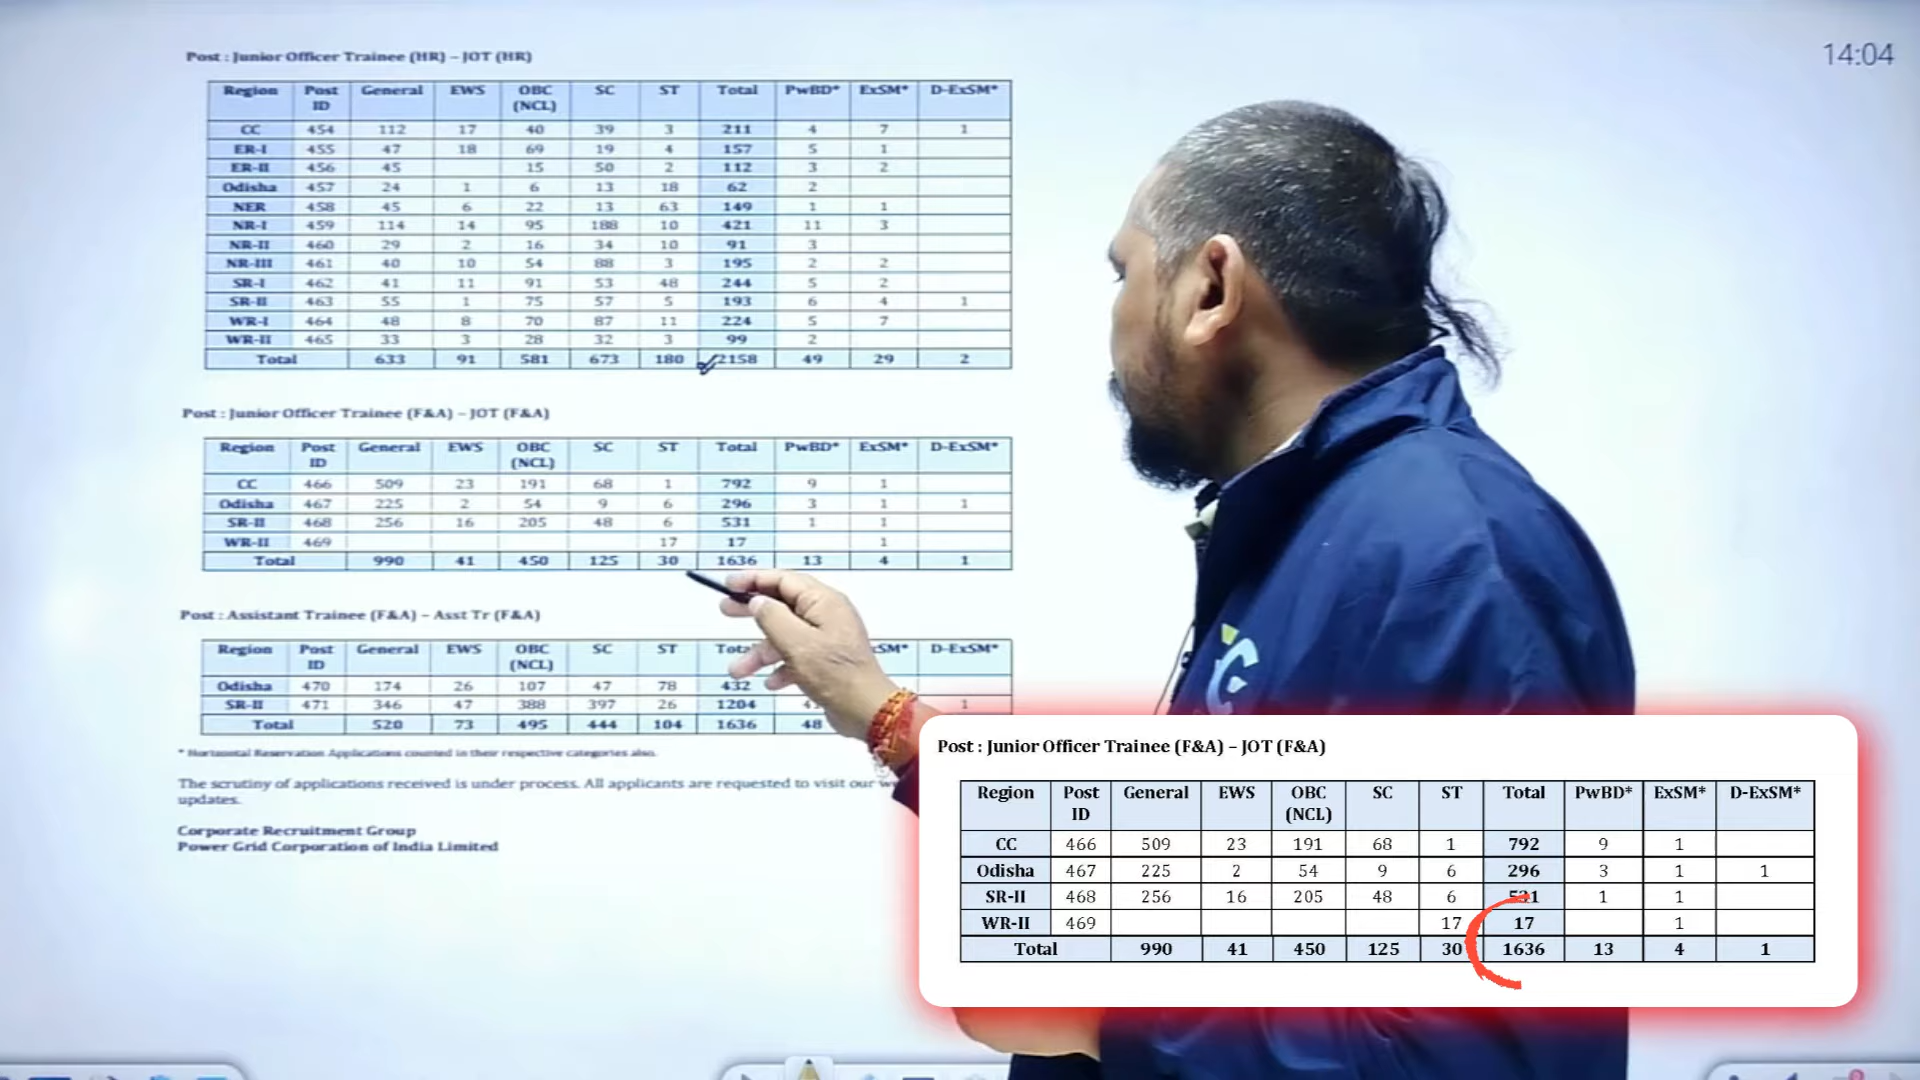 14:04
Post : Junior Officer Trainee (HR) – JOT (HR)
Region Post ID General EWS OBC (NCL) SC ST Total PwBD* ExSM* D-ExSM*
CC 454 112 17 40 39 3 211 4 7 1
ER-I 455 47 18 69 19 4 157 5 1
ER-II 456 45 15 50 2 112 3 2
Odisha 457 24 1 6 13 18 62 2
NER 458 45 6 22 13 63 149 1 1
NR-I 459 114 14 95 188 10 421 11 3
NR-II 460 29 2 16 34 10 91 3
NR-III 461 40 10 54 88 3 195 2 2
SR-I 462 41 11 91 53 48 244 5 2
SR-II 463 55 1 75 57 5 193 6 4 1
WR-I 464 48 8 70 87 11 224 5 7
WR-II 465 33 3 28 32 3 99 2
Total 633 91 581 673 180 2158 49 29 2
Post : Junior Officer Trainee (F&A) – JOT (F&A)
Region Post ID General EWS OBC (NCL) SC ST Total PwBD* ExSM* D-ExSM*
CC 466 509 23 191 68 1 792 9 1
Odisha 467 225 2 54 9 6 296 3 1 1
SR-II 468 256 16 205 48 6 531 1 1
WR-II 469 17 17 1
Total 990 41 450 125 30 1636 13 4 1
Post : Assistant Trainee (F&A) – Asst Tr (F&A)
Region Post ID General EWS OBC (NCL) SC ST D-ExSM*
Odisha 470 174 26 107 47 78 432
SR-II 471 346 47 388 397 26 1204 1
Total 520 73 495 444 104 1636 48
* Horizontal Reservation Applications counted in their respective categories also.
The scrutiny of applications received is under process. All applicants are requested to visit our
updates.
Corporate Recruitment Group
Power Grid Corporation of India Limited
Post : Junior Officer Trainee (F&A) – JOT (F&A)
Region Post ID General EWS OBC (NCL) SC ST Total PwBD* ExSM* D-ExSM*
CC 466 509 23 191 68 1 792 9 1
Odisha 467 225 2 54 9 6 296 3 1 1
SR-II 468 256 16 205 48 6 531 1 1
WR-II 469 17 17 1
Total 990 41 450 125 30 1636 13 4 1